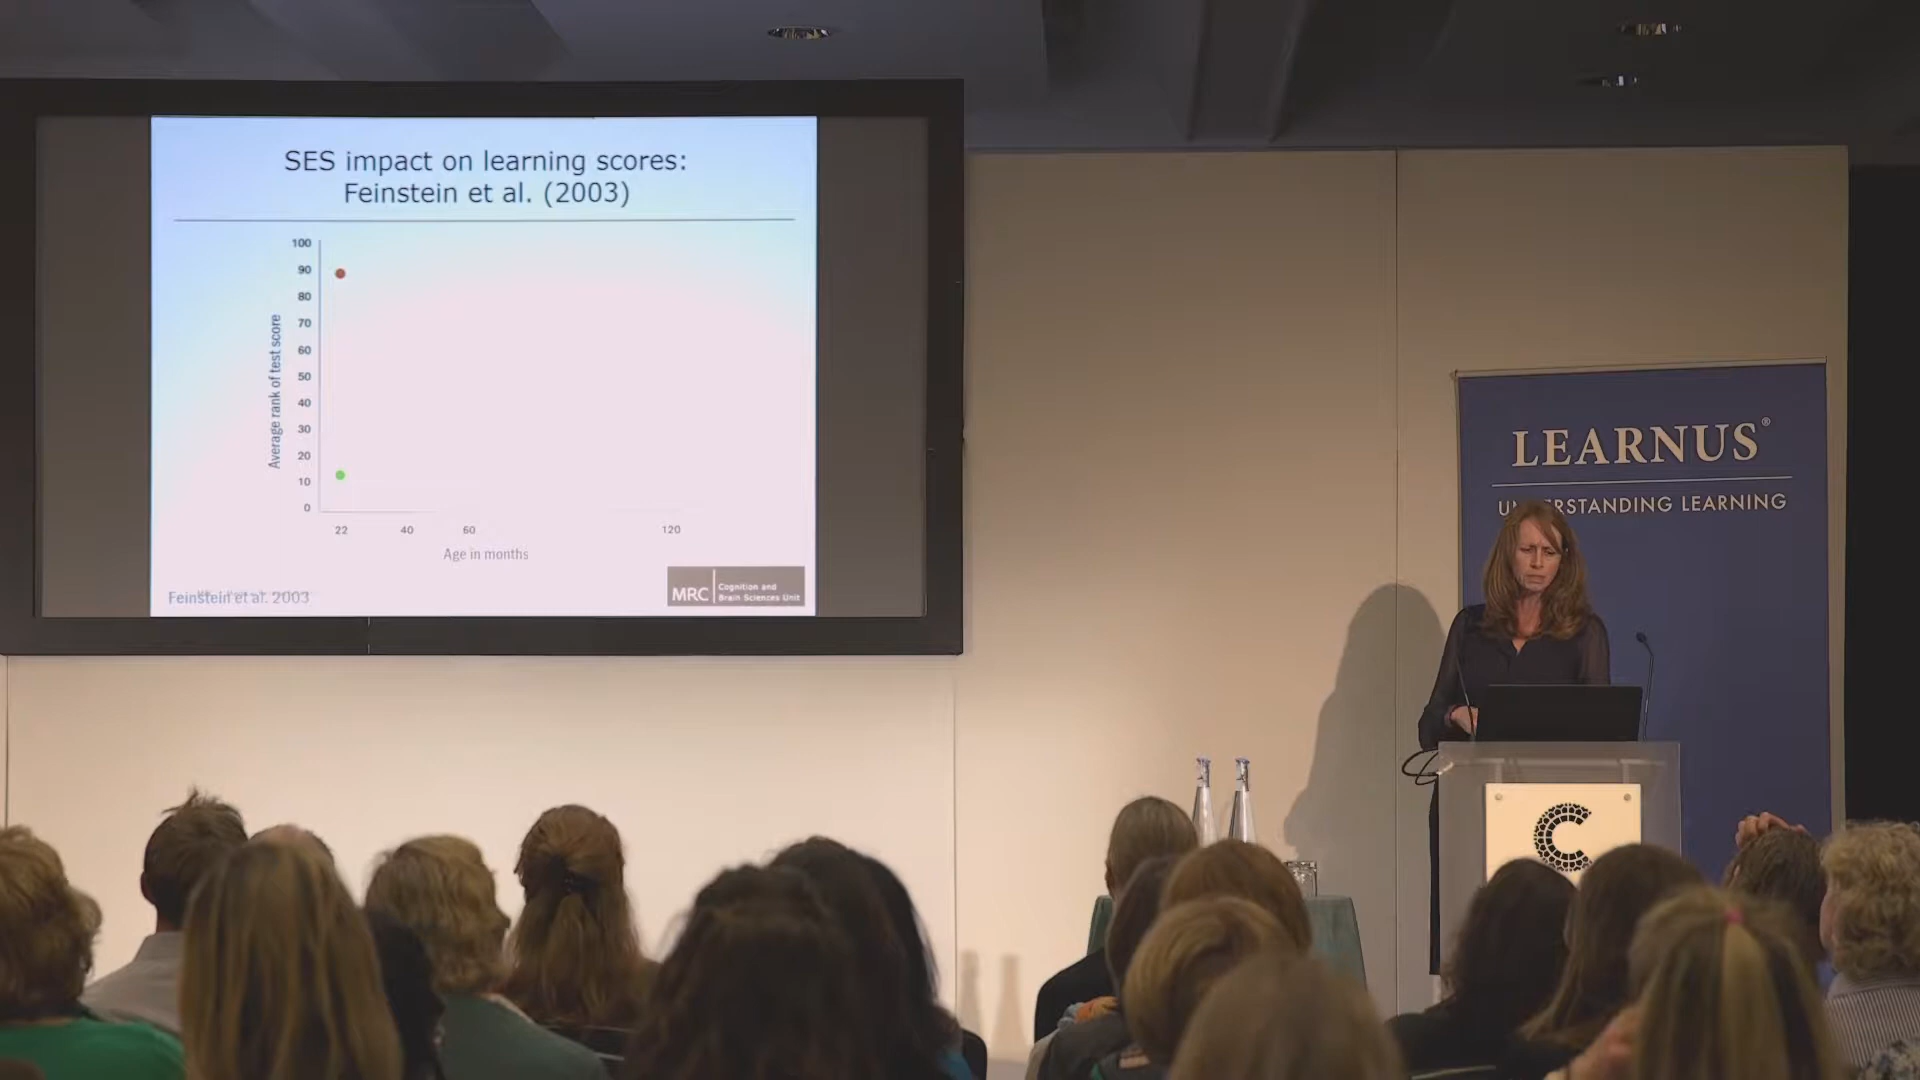 SES impact on learning scores:
Feinstein et al. (2003)
100
90
80
70
60
50
40
30
20
10
0
Average rank of test score
22 40 60 120
Age in months
Feinstein et al. 2003
MRC Cognition and
Brain Sciences Unit
LEARNUS®
UNDERSTANDING LEARNING
C